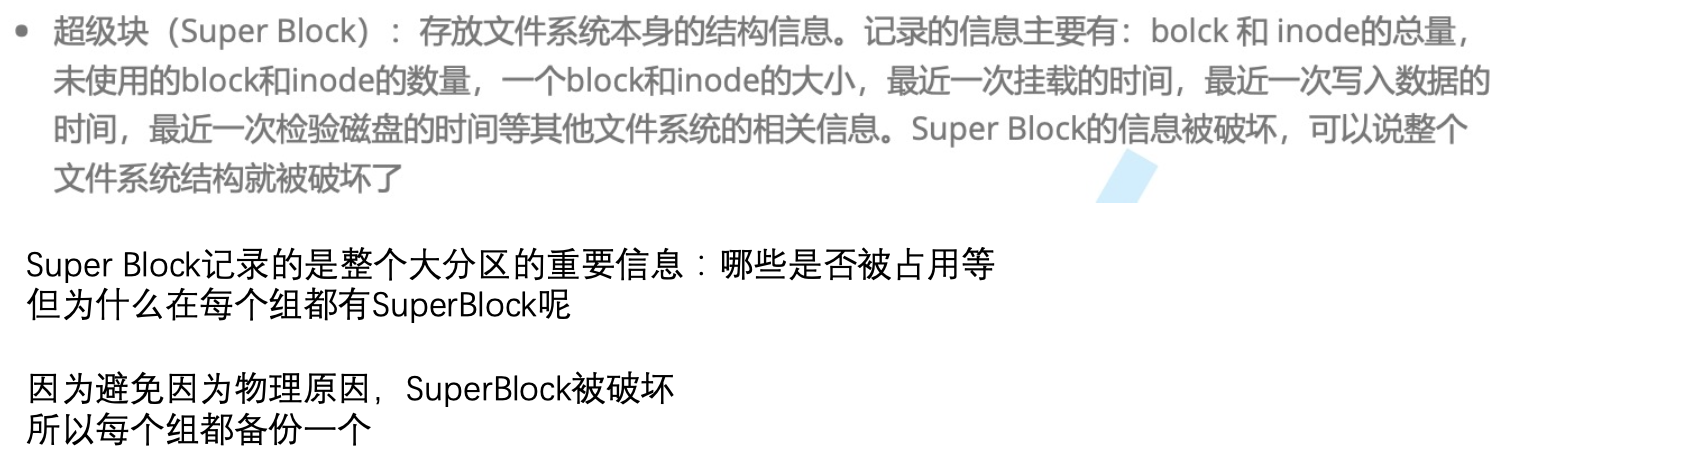 • 超级块（Super Block）：存放文件系统本身的结构信息。记录的信息主要有：bolck 和 inode的总量，
未使用的block和inode的数量，一个block和inode的大小，最近一次挂载的时间，最近一次写入数据的
时间，最近一次检验磁盘的时间等其他文件系统的相关信息。Super Block的信息被破坏，可以说整个
文件系统结构就被破坏了
Super Block记录的是整个大分区的重要信息：哪些是否被占用等
但为什么在每个组都有SuperBlock呢
因为避免因为物理原因，SuperBlock被破坏
所以每个组都备份一个